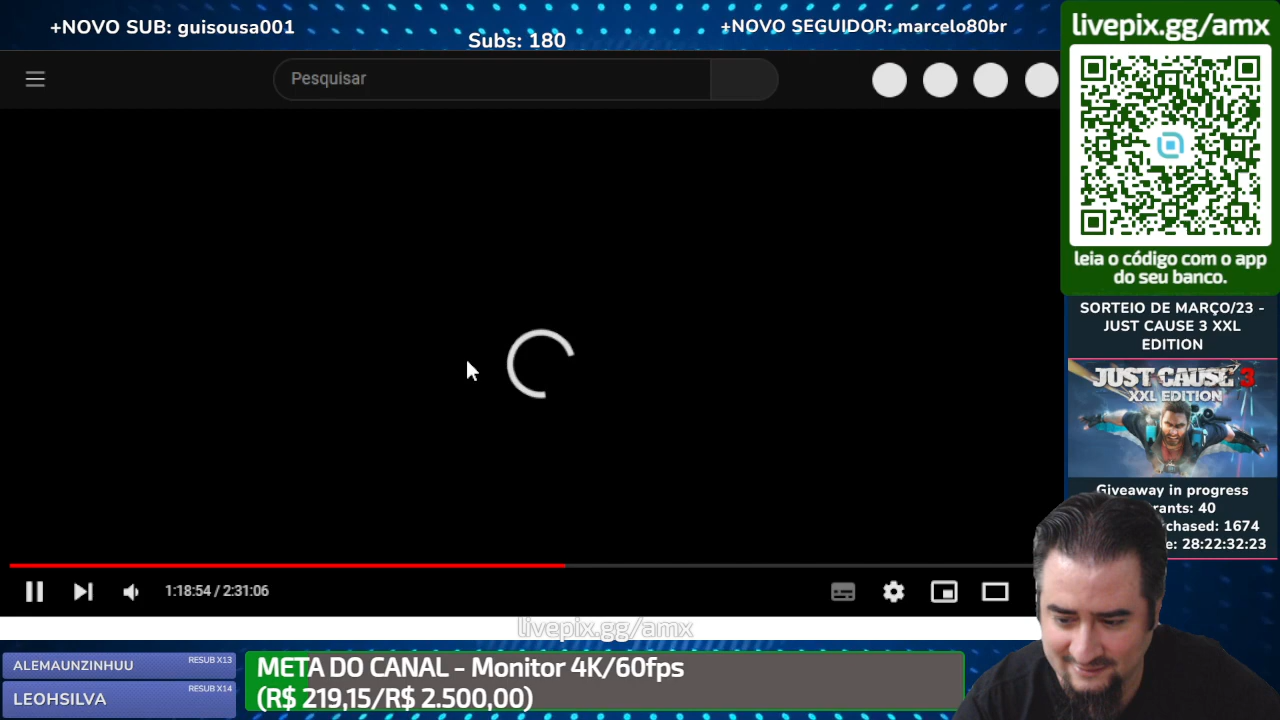 +NOVO SUB: guisousa001
Subs: 180
+NOVO SEGUIDOR: marcelo80br
livepix.gg/amx
Pesquisar
leia o código com o app
do seu banco.
SORTEIO DE MARÇO/23 -
JUST CAUSE 3 XXL
EDITION
JUST CAUSE 3
XXL EDITION
Giveaway in progress
rants: 40
chased: 1674
e: 28:22:32:23
1:18:54 / 2:31:06
livepix.gg/amx
ALEMAUNZINHUU
RESUB X13
LEOHSILVA
RESUB X14
META DO CANAL - Monitor 4K/60fps
(R$ 219,15/R$ 2.500,00)